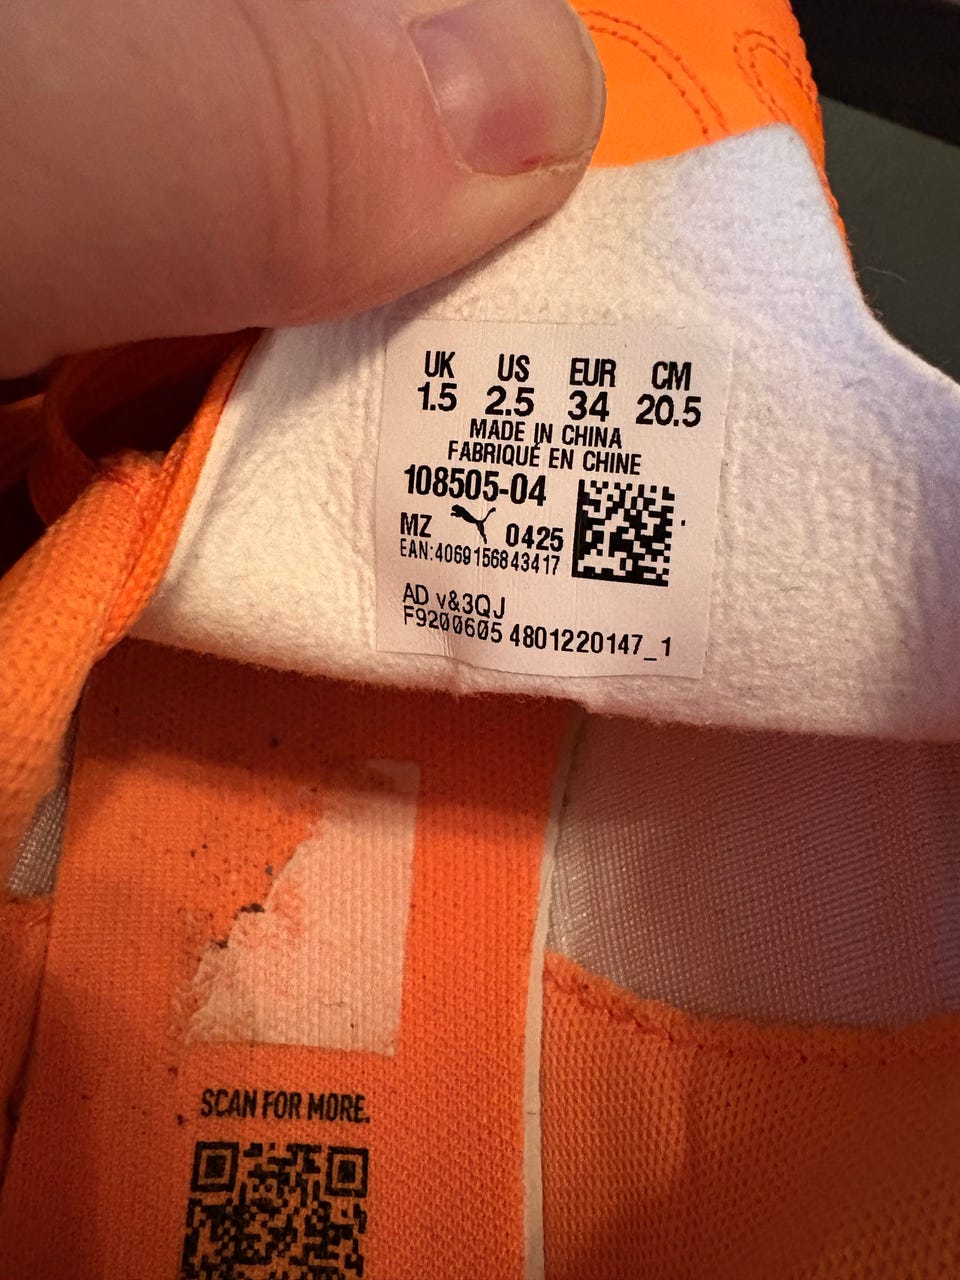 UK US EUR CM
1.5 2.5 34 20.5
MADE IN CHINA
FABRIQUÉ EN CHINE
108505-04
MZ 0425
EAN:4069156843417
AD v&3QJ
F9200605 4801220147_1
SCAN FOR MORE.